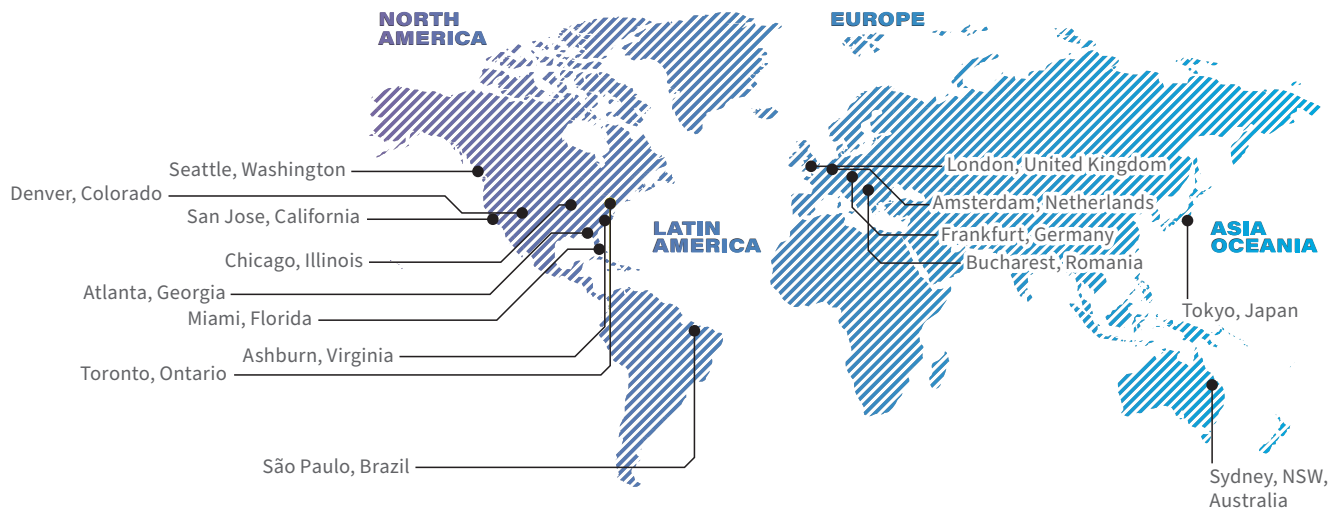 NORTH
AMERICA
EUROPE
Seattle, Washington
Denver, Colorado
San Jose, California
Chicago, Illinois
Atlanta, Georgia
Miami, Florida
Ashburn, Virginia
Toronto, Ontario
São Paulo, Brazil
LATIN
AMERICA
London, United Kingdom
Amsterdam, Netherlands
Frankfurt, Germany
Bucharest, Romania
ASIA
OCEANIA
Tokyo, Japan
Sydney, NSW,
Australia